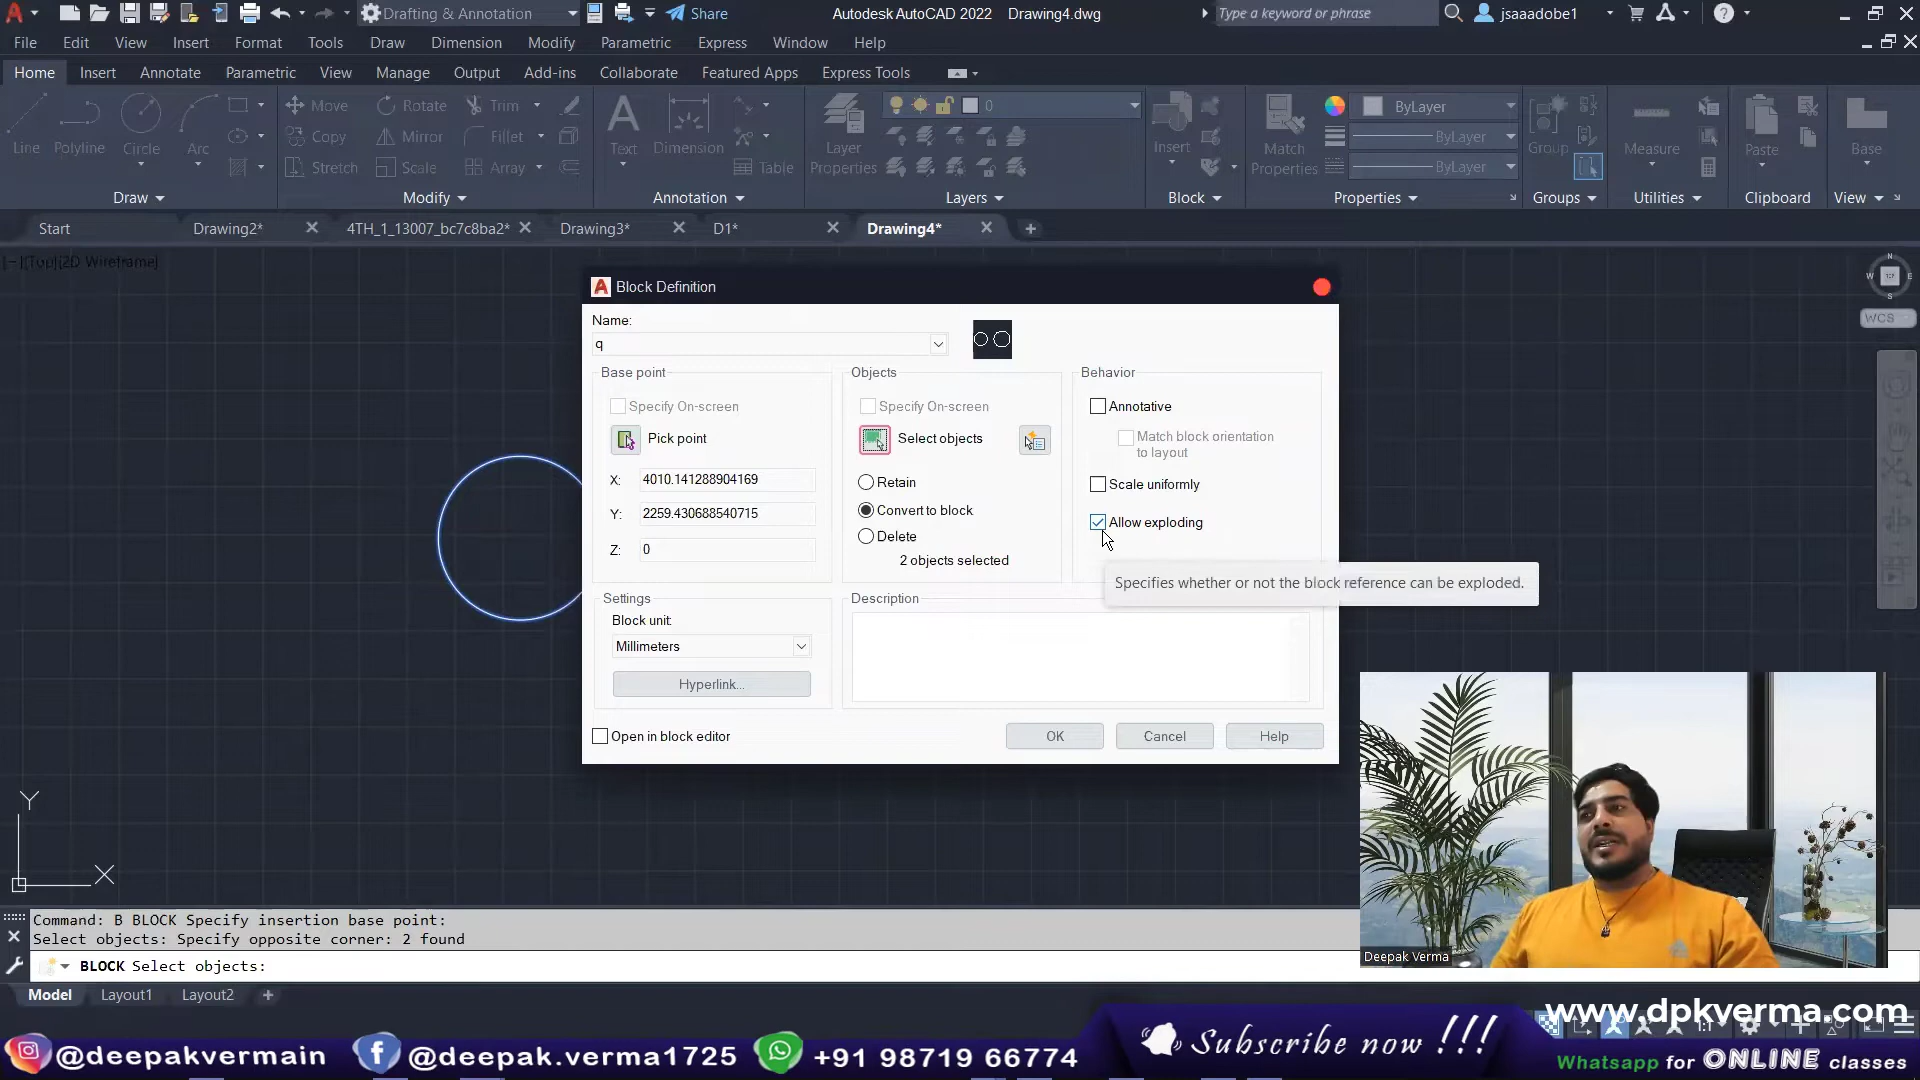 Drafting & Annotation
Share
Autodesk AutoCAD 2022 Drawing4.dwg
Type a keyword or phrase
jsaaadobe1
File Edit View Insert Format Tools Draw Dimension Modify Parametric Express Window Help
Home Insert Annotate Parametric View Manage Output Add-ins Collaborate Featured Apps Express Tools
Line Polyline Circle Arc
Move Rotate Trim
Copy Mirror Fillet
Stretch Scale Array
Text Dimension Table
Layer Properties
0
Insert
Match Properties
ByLayer
ByLayer
ByLayer
Group
Measure
Paste
Base
Draw Modify Annotation Layers Block Properties Groups Utilities Clipboard View
Start Drawing2* 4TH_1_13007_bc7c8ba2* Drawing3* D1* Drawing4*
[−][Top][2D Wireframe]
N
W TOP E
S
WCS
Block Definition
Name:
q
Base point
Specify On-screen
Pick point
X: 4010.141288904169
Y: 2259.430688540715
Z: 0
Objects
Specify On-screen
Select objects
Retain
Convert to block
Delete
2 objects selected
Behavior
Annotative
Match block orientation
to layout
Scale uniformly
Allow exploding
Specifies whether or not the block reference can be exploded.
Settings
Block unit:
Millimeters
Hyperlink...
Description
Open in block editor
OK Cancel Help
Y
X
Command: B BLOCK Specify insertion base point:
Select objects: Specify opposite corner: 2 found
BLOCK Select objects:
Deepak Verma
Model Layout1 Layout2
www.dpkverma.com
1:1
@deepakvermain @deepak.verma1725 +91 98719 66774
Subscribe now !!!
Whatsapp for ONLINE classes